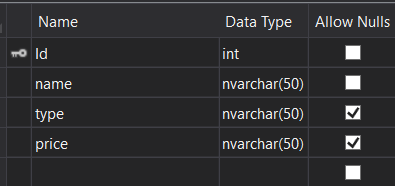 Name Data Type Allow Nulls
Id int
name nvarchar(50)
type nvarchar(50)
price nvarchar(50)